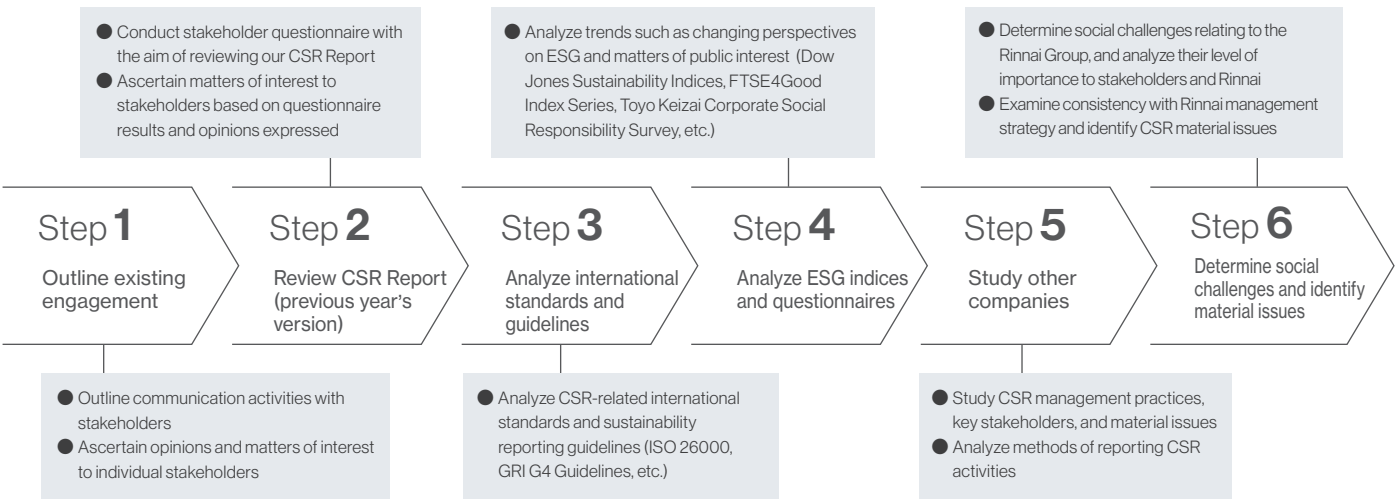 ● Conduct stakeholder questionnaire with
the aim of reviewing our CSR Report
● Ascertain matters of interest to
stakeholders based on questionnaire
results and opinions expressed
● Analyze trends such as changing perspectives
on ESG and matters of public interest (Dow
Jones Sustainability Indices, FTSE4Good
Index Series, Toyo Keizai Corporate Social
Responsibility Survey, etc.)
● Determine social challenges relating to the
Rinnai Group, and analyze their level of
importance to stakeholders and Rinnai
● Examine consistency with Rinnai management
strategy and identify CSR material issues
Step 1
Outline existing
engagement
Step 2
Review CSR Report
(previous year's
version)
Step 3
Analyze international
standards and
guidelines
Step 4
Analyze ESG indices
and questionnaires
Step 5
Study other
companies
Step 6
Determine social
challenges and identify
material issues
● Outline communication activities with
stakeholders
● Ascertain opinions and matters of interest
to individual stakeholders
● Analyze CSR-related international
standards and sustainability
reporting guidelines (ISO 26000,
GRI G4 Guidelines, etc.)
● Study CSR management practices,
key stakeholders, and material issues
● Analyze methods of reporting CSR
activities